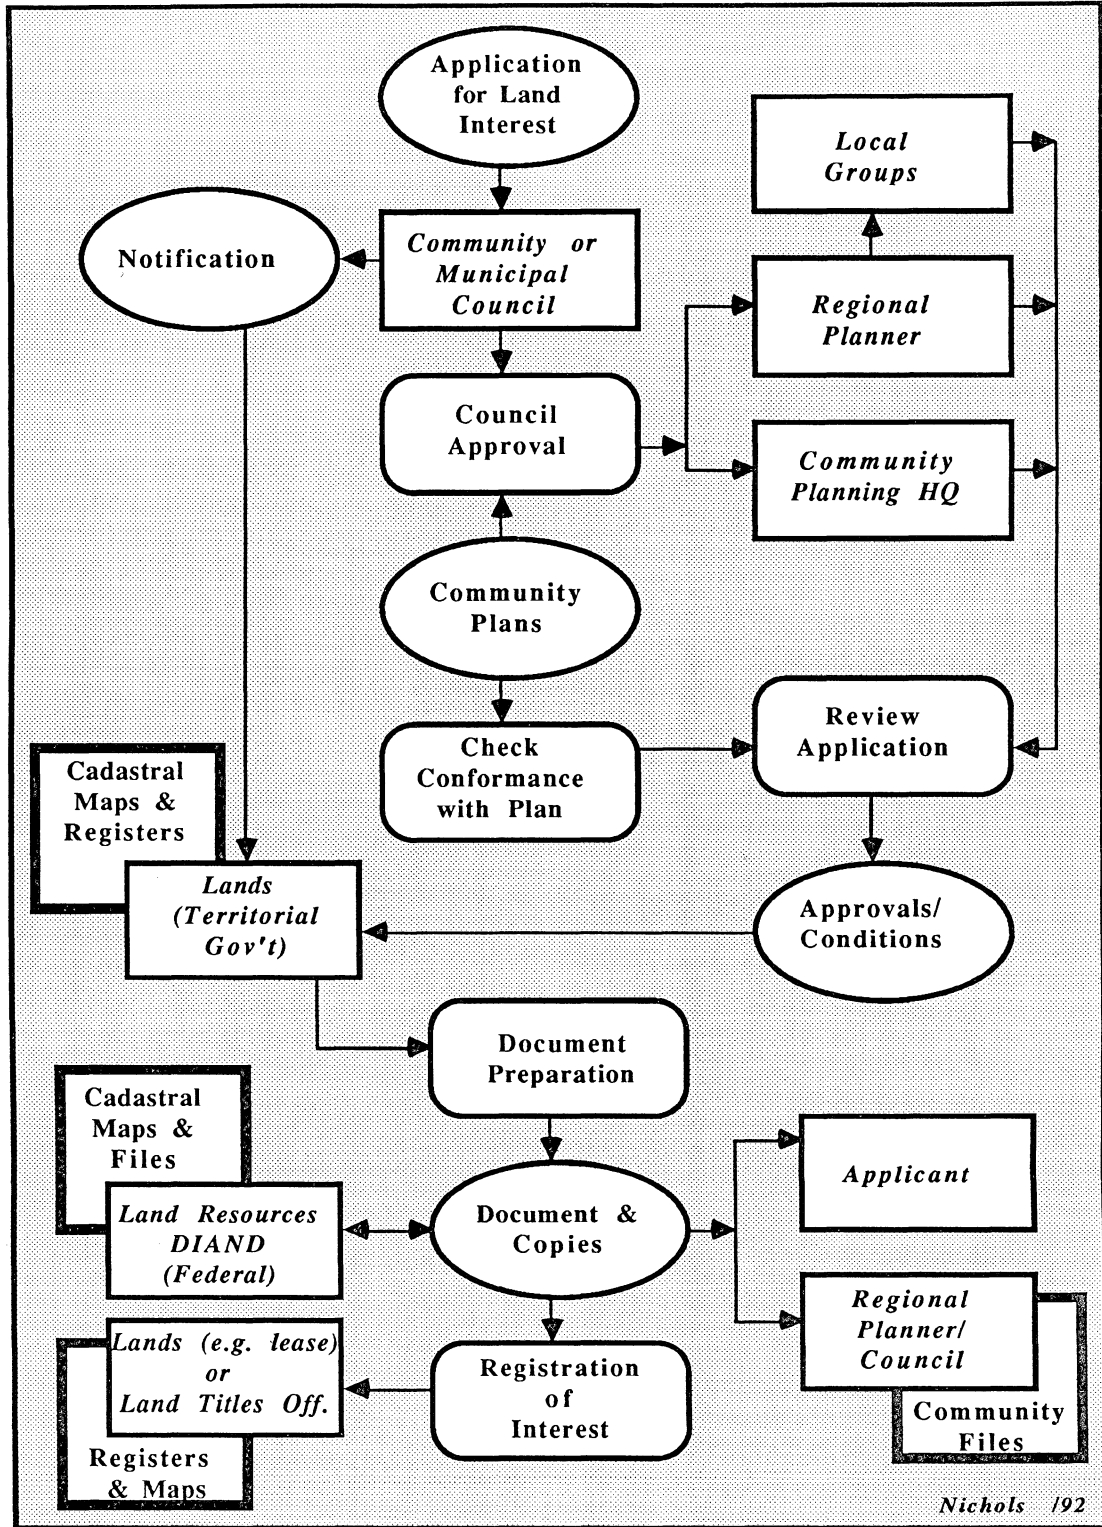 Application
for Land
Interest
Local
Groups
Notification
Community or
Municipal
Council
Regional
Planner
Council
Approval
Community
Planning HQ
Community
Plans
Review
Application
Check
Conformance
with Plan
Cadastral
Maps &
Registers
Lands
(Territorial
Gov't)
Approvals/
Conditions
Document
Preparation
Cadastral
Maps &
Files
Applicant
Land Resources
DIAND
(Federal)
Document &
Copies
Regional
Planner/
Council
Lands (e.g. lease)
or
Land Titles Off.
Registration
of
Interest
Community
Files
Registers
& Maps
Nichols /92